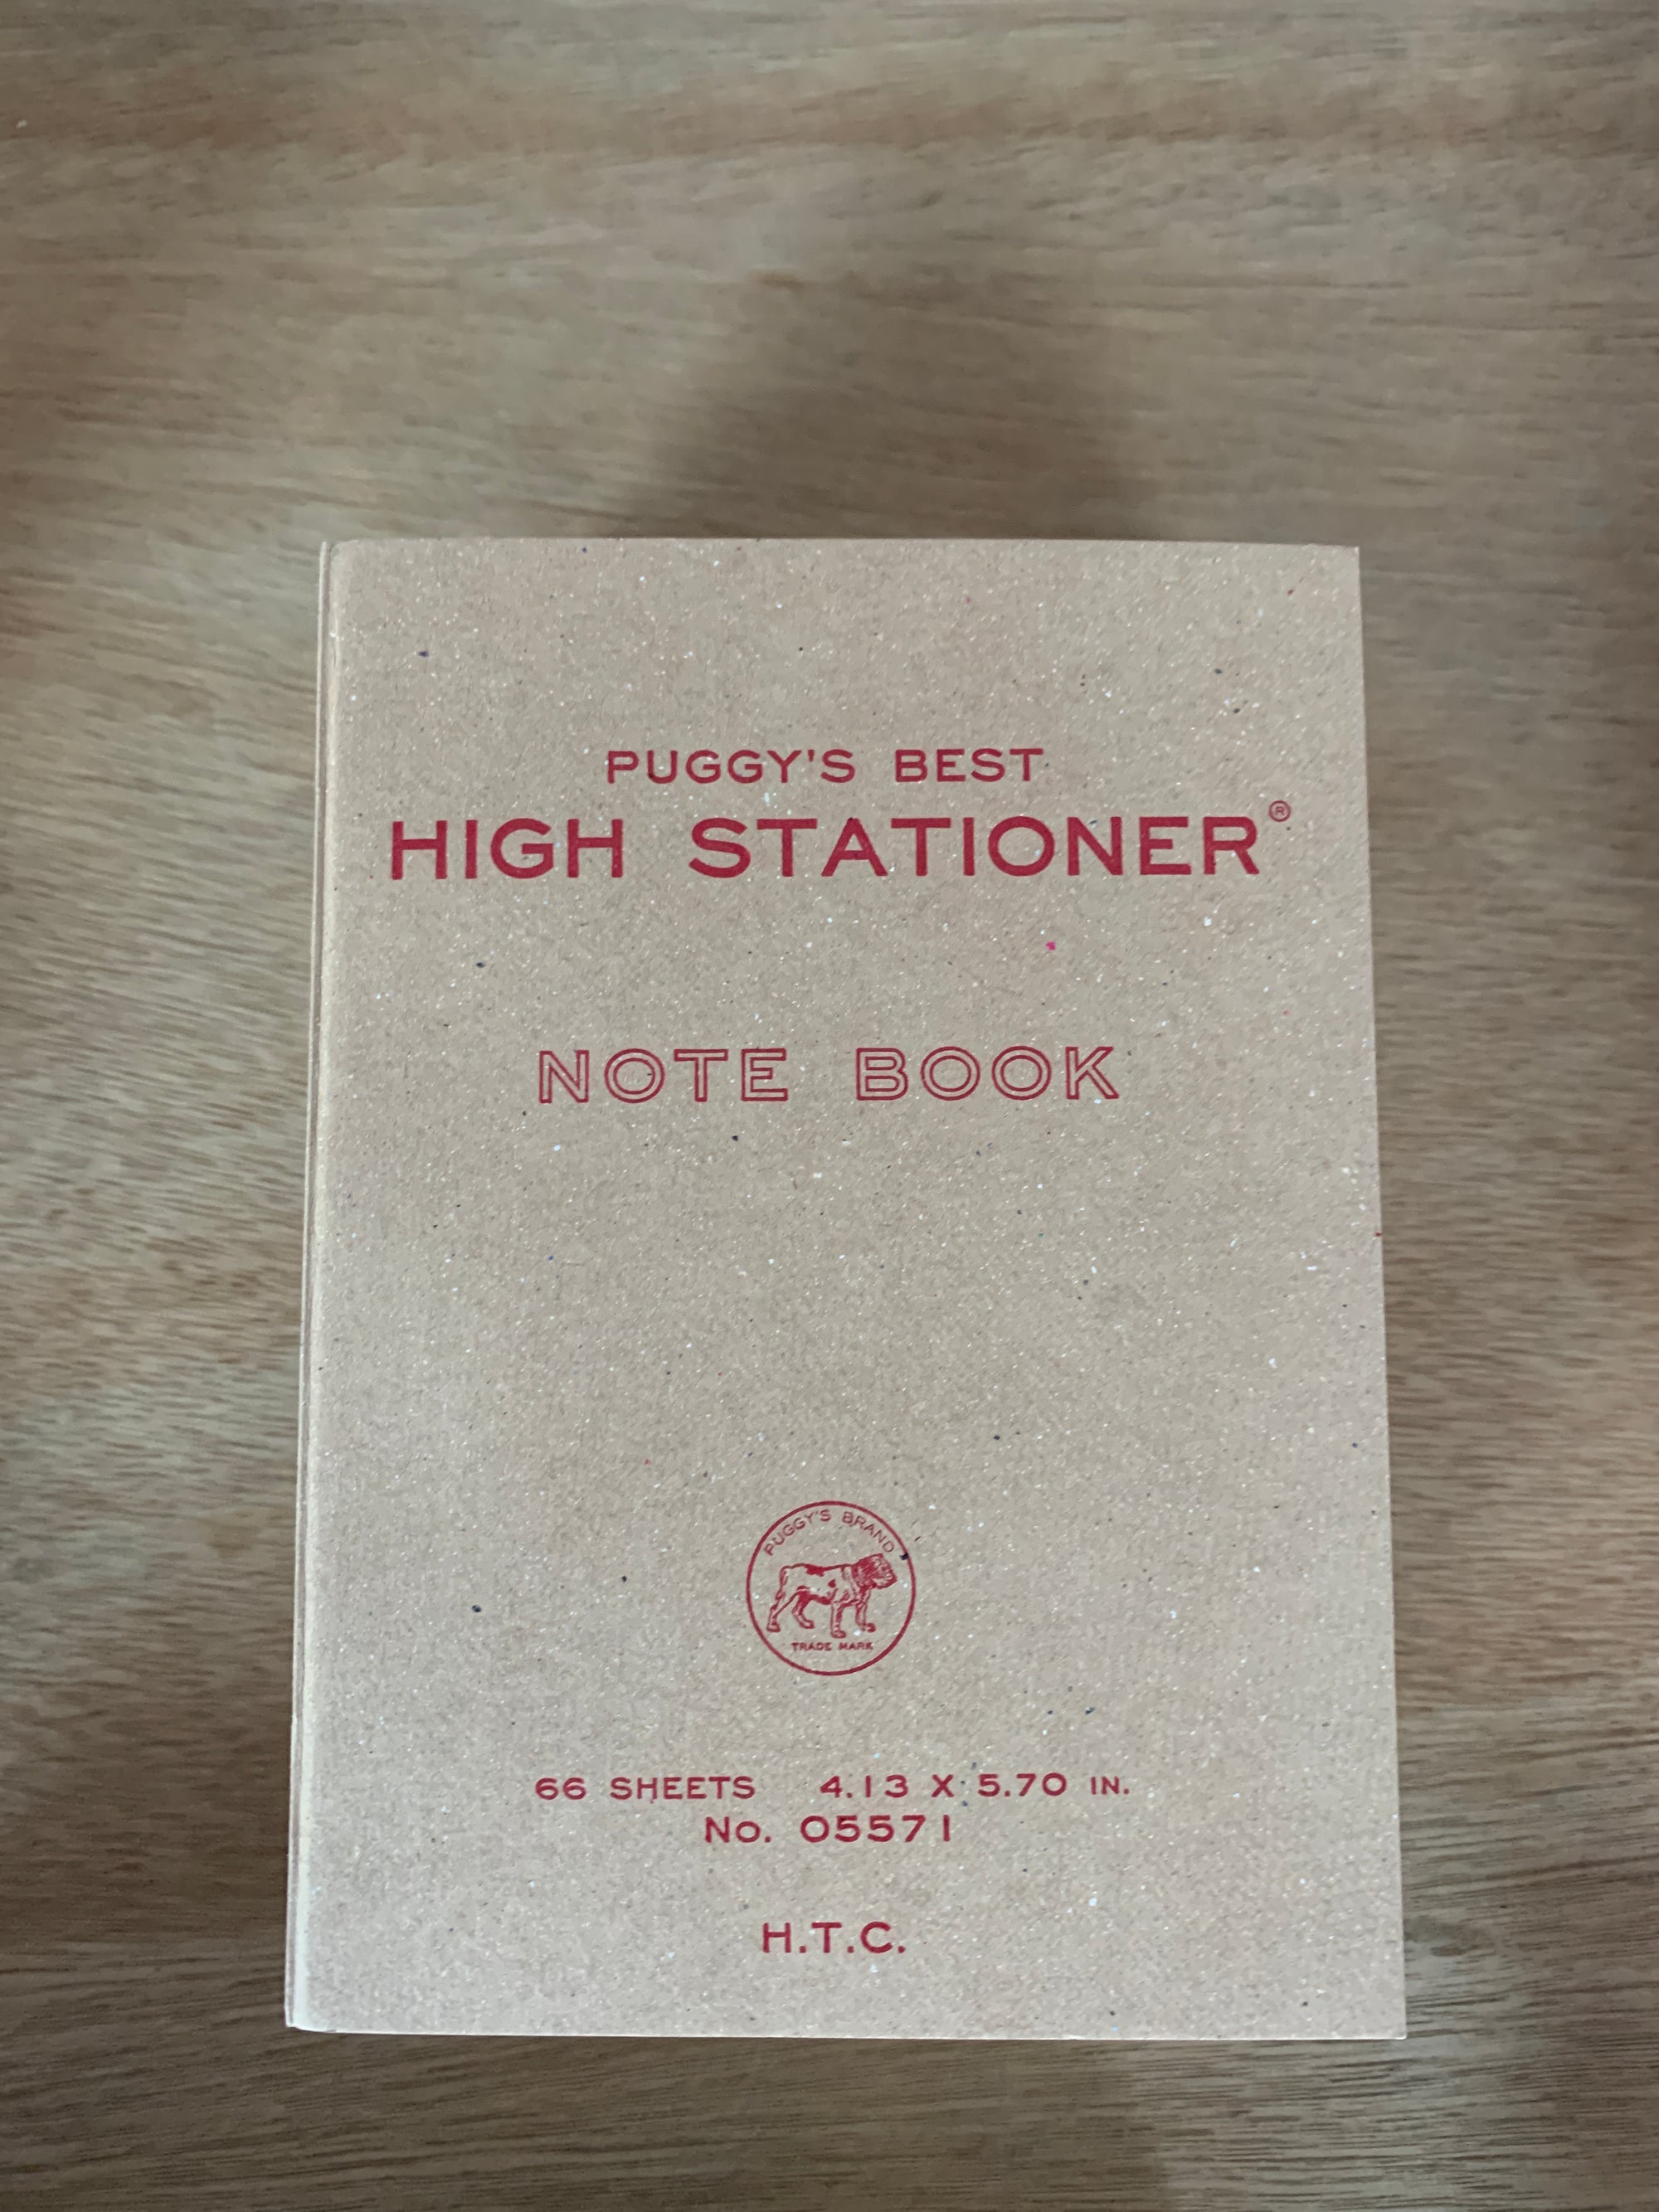 PUGGY'S BEST
HIGH STATIONER®
NOTE BOOK
PUGGY'S BRAND
TRADE MARK
66 SHEETS 4.13 X 5.70 IN.
No. 05571
H.T.C.